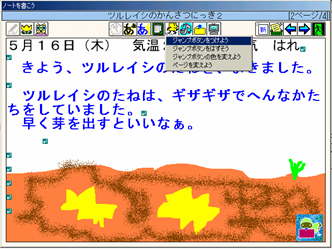 ノートを書こう
ツルレイシのかんさつにっき2 [2ページ/4]
5月16日(木) 気温 気 はれ
ジャンプボタンをつけよう
ジャンプボタンをはずそう
ジャンプボタンの色を変えよう
ページを変えよう
きよう、ツルレイシの きました。
ツルレイシのたねは、ギザギザでへんなかた
ちをしていました。
早く芽を出すといいなぁ。